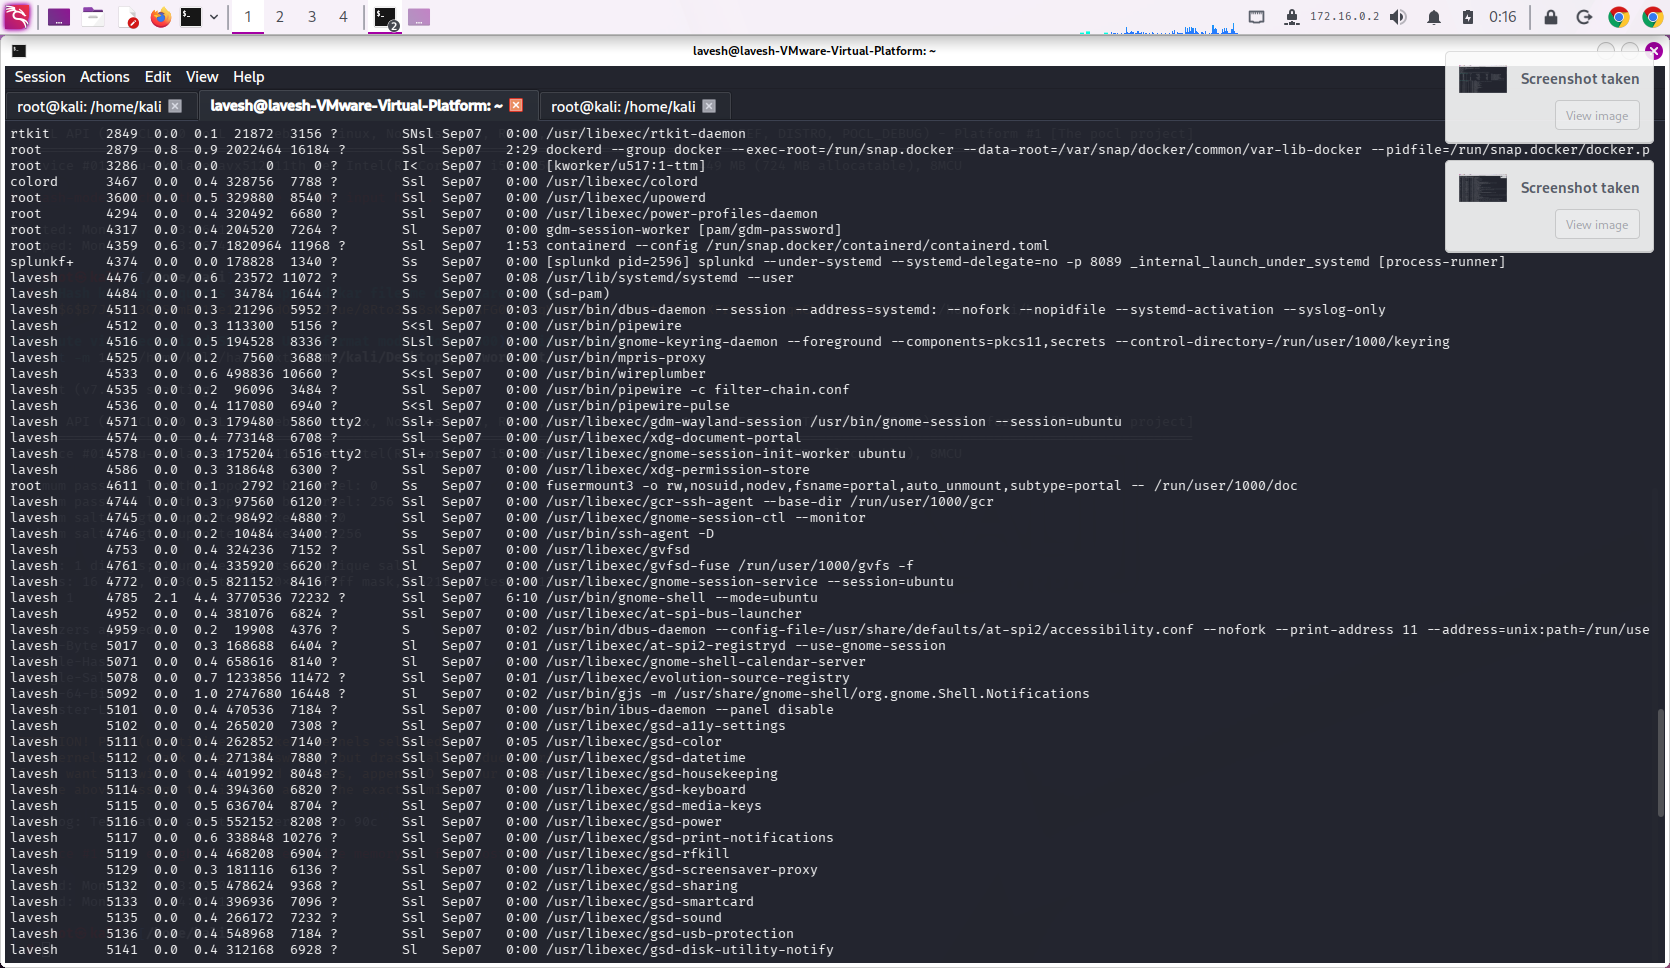 1 2 3 4 2 172.16.0.2 0:16
lavesh@lavesh-VMware-Virtual-Platform: ~
Session Actions Edit View Help
root@kali: /home/kali lavesh@lavesh-VMware-Virtual-Platform: ~ root@kali: /home/kali
Screenshot taken
View image
Screenshot taken
View image
rtkit 2849 0.0 0.1 21872 3156 ? SNsl Sep07 0:00 /usr/libexec/rtkit-daemon
root 2879 0.8 0.9 2022464 16184 ? Ssl Sep07 2:29 dockerd --group docker --exec-root=/run/snap.docker --data-root=/var/snap/docker/common/var-lib-docker --pidfile=/run/snap.docker/docker.p
root 3286 0.0 0.0 0 0 ? I< Sep07 0:00 [kworker/u517:1-ttm]
colord 3467 0.0 0.4 328756 7788 ? Ssl Sep07 0:00 /usr/libexec/colord
root 3600 0.0 0.5 329880 8540 ? Ssl Sep07 0:00 /usr/libexec/upowerd
root 4294 0.0 0.4 320492 6680 ? Ssl Sep07 0:00 /usr/libexec/power-profiles-daemon
root 4317 0.0 0.4 204520 7264 ? Sl Sep07 0:00 gdm-session-worker [pam/gdm-password]
root 4359 0.6 0.7 1820964 11968 ? Ssl Sep07 1:53 containerd --config /run/snap.docker/containerd/containerd.toml
splunkf+ 4374 0.0 0.0 178828 1340 ? Ss Sep07 0:00 [splunkd pid=2596] splunkd --under-systemd --systemd-delegate=no -p 8089 _internal_launch_under_systemd [process-runner]
lavesh 4476 0.0 0.6 23572 11072 ? Ss Sep07 0:08 /usr/lib/systemd/systemd --user
lavesh 4484 0.0 0.1 34784 1644 ? S Sep07 0:00 (sd-pam)
lavesh 4511 0.0 0.3 21296 5952 ? Ss Sep07 0:03 /usr/bin/dbus-daemon --session --address=systemd: --nofork --nopidfile --systemd-activation --syslog-only
lavesh 4512 0.0 0.3 113300 5156 ? S<sl Sep07 0:00 /usr/bin/pipewire
lavesh 4516 0.0 0.5 194528 8336 ? SLsl Sep07 0:00 /usr/bin/gnome-keyring-daemon --foreground --components=pkcs11,secrets --control-directory=/run/user/1000/keyring
lavesh 4525 0.0 0.2 7560 3688 ? Ss Sep07 0:00 /usr/bin/mpris-proxy
lavesh 4533 0.0 0.6 498836 10660 ? S<sl Sep07 0:00 /usr/bin/wireplumber
lavesh 4535 0.0 0.2 96096 3484 ? Ssl Sep07 0:00 /usr/bin/pipewire -c filter-chain.conf
lavesh 4536 0.0 0.4 117080 6940 ? S<sl Sep07 0:00 /usr/bin/pipewire-pulse
lavesh 4571 0.0 0.3 179480 5860 tty2 Ssl+ Sep07 0:00 /usr/libexec/gdm-wayland-session /usr/bin/gnome-session --session=ubuntu
lavesh 4574 0.0 0.4 773148 6708 ? Ssl Sep07 0:00 /usr/libexec/xdg-document-portal
lavesh 4578 0.0 0.3 175204 6516 tty2 Sl+ Sep07 0:00 /usr/libexec/gnome-session-init-worker ubuntu
lavesh 4586 0.0 0.3 318648 6300 ? Ssl Sep07 0:00 /usr/libexec/xdg-permission-store
root 4611 0.0 0.1 2792 2160 ? Ss Sep07 0:00 fusermount3 -o rw,nosuid,nodev,fsname=portal,auto_unmount,subtype=portal -- /run/user/1000/doc
lavesh 4744 0.0 0.3 97560 6120 ? Ssl Sep07 0:00 /usr/libexec/gcr-ssh-agent --base-dir /run/user/1000/gcr
lavesh 4745 0.0 0.2 98492 4880 ? Ssl Sep07 0:00 /usr/libexec/gnome-session-ctl --monitor
lavesh 4746 0.0 0.2 10484 3400 ? Ss Sep07 0:00 /usr/bin/ssh-agent -D
lavesh 4753 0.0 0.4 324236 7152 ? Ssl Sep07 0:00 /usr/libexec/gvfsd
lavesh 4761 0.0 0.4 335920 6620 ? Sl Sep07 0:00 /usr/libexec/gvfsd-fuse /run/user/1000/gvfs -f
lavesh 4772 0.0 0.5 821152 8416 ? Ssl Sep07 0:00 /usr/libexec/gnome-session-service --session=ubuntu
lavesh 4785 2.1 4.4 3770536 72232 ? Ssl Sep07 6:10 /usr/bin/gnome-shell --mode=ubuntu
lavesh 4952 0.0 0.4 381076 6824 ? Ssl Sep07 0:00 /usr/libexec/at-spi-bus-launcher
lavesh 4959 0.0 0.2 19908 4376 ? S Sep07 0:02 /usr/bin/dbus-daemon --config-file=/usr/share/defaults/at-spi2/accessibility.conf --nofork --print-address 11 --address=unix:path=/run/use
lavesh 5017 0.0 0.3 168688 6404 ? Sl Sep07 0:01 /usr/libexec/at-spi2-registryd --use-gnome-session
lavesh 5071 0.0 0.4 658616 8140 ? Sl Sep07 0:00 /usr/libexec/gnome-shell-calendar-server
lavesh 5078 0.0 0.7 1233856 11472 ? Ssl Sep07 0:01 /usr/libexec/evolution-source-registry
lavesh 5092 0.0 1.0 2747680 16448 ? Sl Sep07 0:02 /usr/bin/gjs -m /usr/share/gnome-shell/org.gnome.Shell.Notifications
lavesh 5101 0.0 0.4 470536 7184 ? Ssl Sep07 0:00 /usr/bin/ibus-daemon --panel disable
lavesh 5102 0.0 0.4 265020 7308 ? Ssl Sep07 0:00 /usr/libexec/gsd-a11y-settings
lavesh 5111 0.0 0.4 262852 7140 ? Ssl Sep07 0:05 /usr/libexec/gsd-color
lavesh 5112 0.0 0.4 271384 7880 ? Ssl Sep07 0:00 /usr/libexec/gsd-datetime
lavesh 5113 0.0 0.4 401992 8048 ? Ssl Sep07 0:08 /usr/libexec/gsd-housekeeping
lavesh 5114 0.0 0.4 394360 6820 ? Ssl Sep07 0:00 /usr/libexec/gsd-keyboard
lavesh 5115 0.0 0.5 636704 8704 ? Ssl Sep07 0:00 /usr/libexec/gsd-media-keys
lavesh 5116 0.0 0.5 552152 8208 ? Ssl Sep07 0:00 /usr/libexec/gsd-power
lavesh 5117 0.0 0.6 338848 10276 ? Ssl Sep07 0:00 /usr/libexec/gsd-print-notifications
lavesh 5119 0.0 0.4 468208 6904 ? Ssl Sep07 0:00 /usr/libexec/gsd-rfkill
lavesh 5129 0.0 0.3 181116 6136 ? Ssl Sep07 0:00 /usr/libexec/gsd-screensaver-proxy
lavesh 5132 0.0 0.5 478624 9368 ? Ssl Sep07 0:02 /usr/libexec/gsd-sharing
lavesh 5133 0.0 0.4 396936 7096 ? Ssl Sep07 0:00 /usr/libexec/gsd-smartcard
lavesh 5135 0.0 0.4 266172 7232 ? Ssl Sep07 0:00 /usr/libexec/gsd-sound
lavesh 5136 0.0 0.4 548968 7184 ? Ssl Sep07 0:00 /usr/libexec/gsd-usb-protection
lavesh 5141 0.0 0.4 312168 6928 ? Sl Sep07 0:00 /usr/libexec/gsd-disk-utility-notify